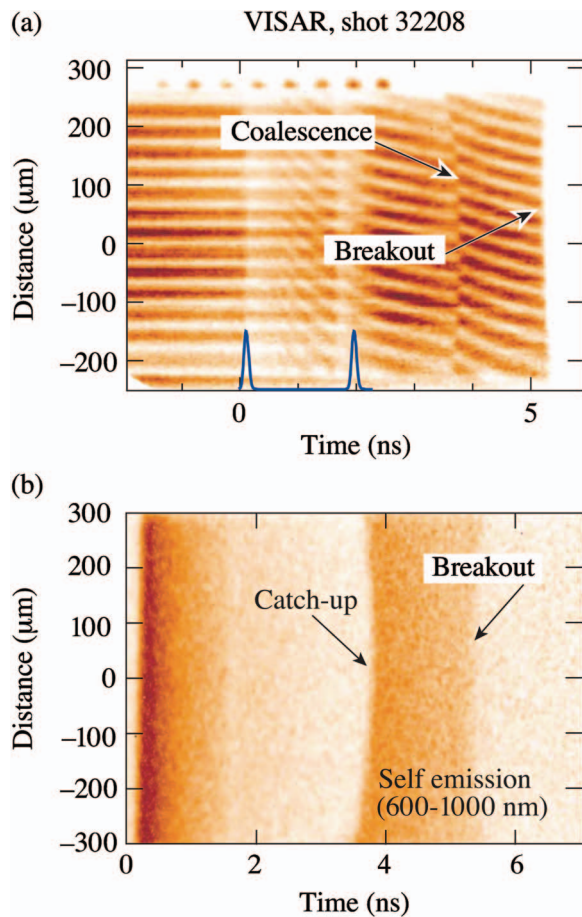 (a)
VISAR, shot 32208
300
200
100
0
−100
−200
Distance (μm)
Coalescence
Breakout
0
5
Time (ns)
(b)
300
200
100
0
−100
−200
−300
Distance (μm)
Breakout
Catch-up
Self emission
(600-1000 nm)
0
2
4
6
Time (ns)